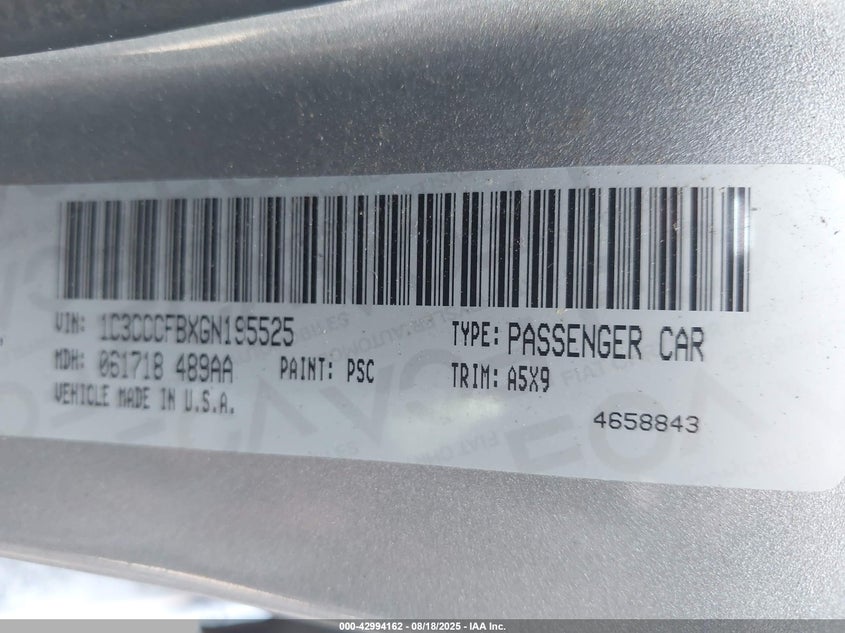 VIN: 1C3CCCFBXGN195525
TYPE: PASSENGER CAR
MDH: 061718 489AA
PAINT: PSC
TRIM: A5X9
VEHICLE MADE IN U.S.A.
4658843
000-42994162 - 08/18/2025 - IAA Inc.